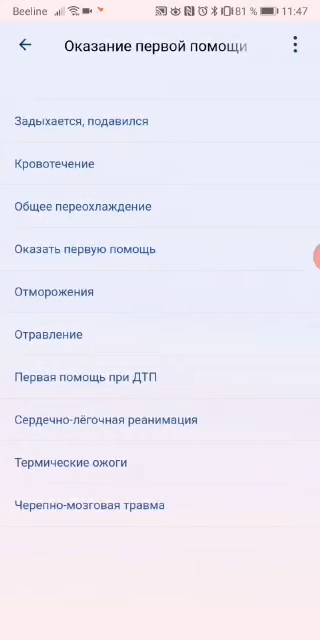 Beeline 81 % 11:47
Оказание первой помощи
Задыхается, подавился
Кровотечение
Общее переохлаждение
Оказать первую помощь
Отморожения
Отравление
Первая помощь при ДТП
Сердечно-лёгочная реанимация
Термические ожоги
Черепно-мозговая травма